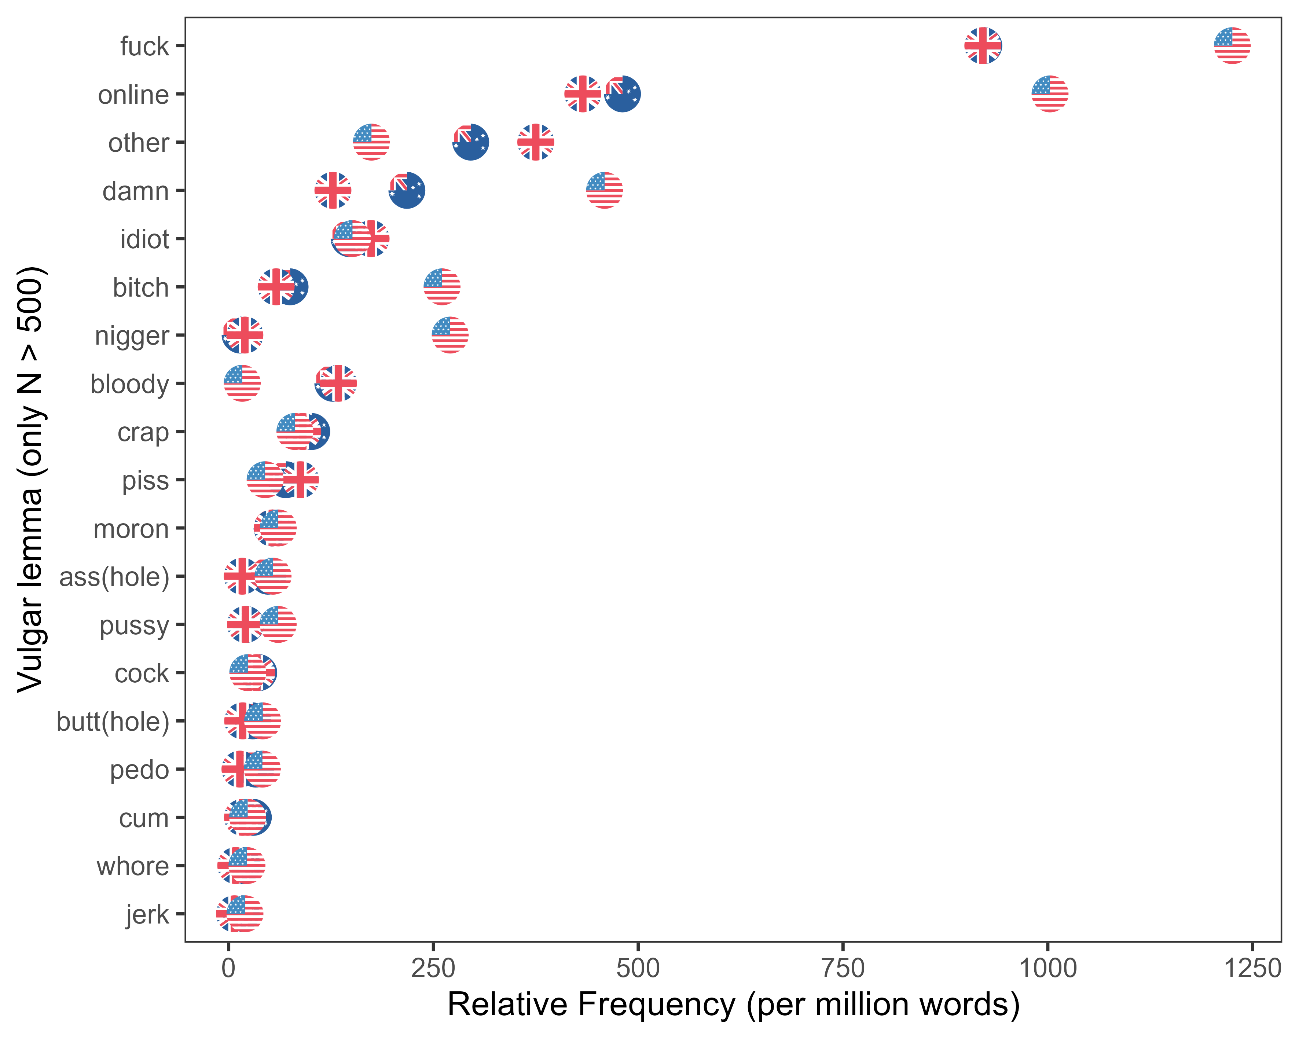 fuck
online
other
damn
idiot
bitch
nigger
bloody
crap
piss
moron
ass(hole)
pussy
cock
butt(hole)
pedo
cum
whore
jerk
Vulgar lemma (only N > 500)
0 250 500 750 1000 1250
Relative Frequency (per million words)